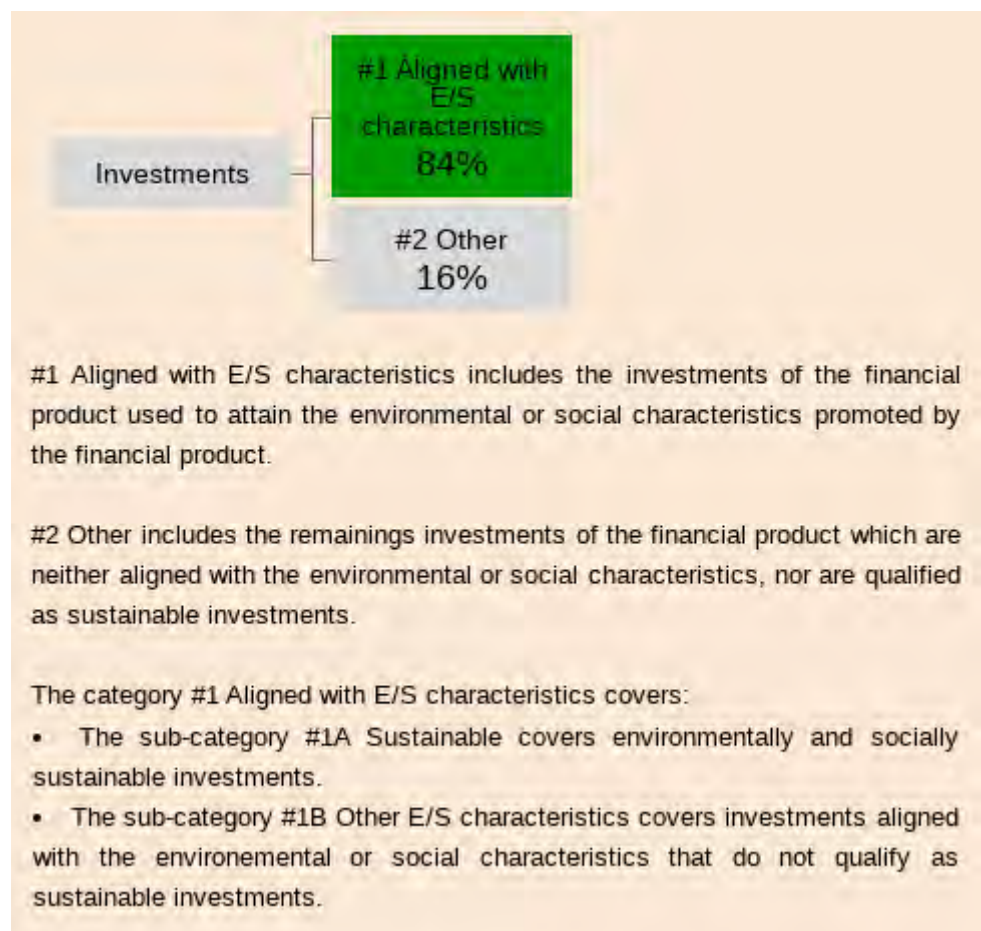 #1 Aligned with
E/S
characteristics
84%
Investments
#2 Other
16%
#1 Aligned with E/S characteristics includes the investments of the financial
product used to attain the environmental or social characteristics promoted by
the financial product.
#2 Other includes the remainings investments of the financial product which are
neither aligned with the environmental or social characteristics, nor are qualified
as sustainable investments.
The category #1 Aligned with E/S characteristics covers:
• The sub-category #1A Sustainable covers environmentally and socially
sustainable investments.
• The sub-category #1B Other E/S characteristics covers investments aligned
with the environemental or social characteristics that do not qualify as
sustainable investments.